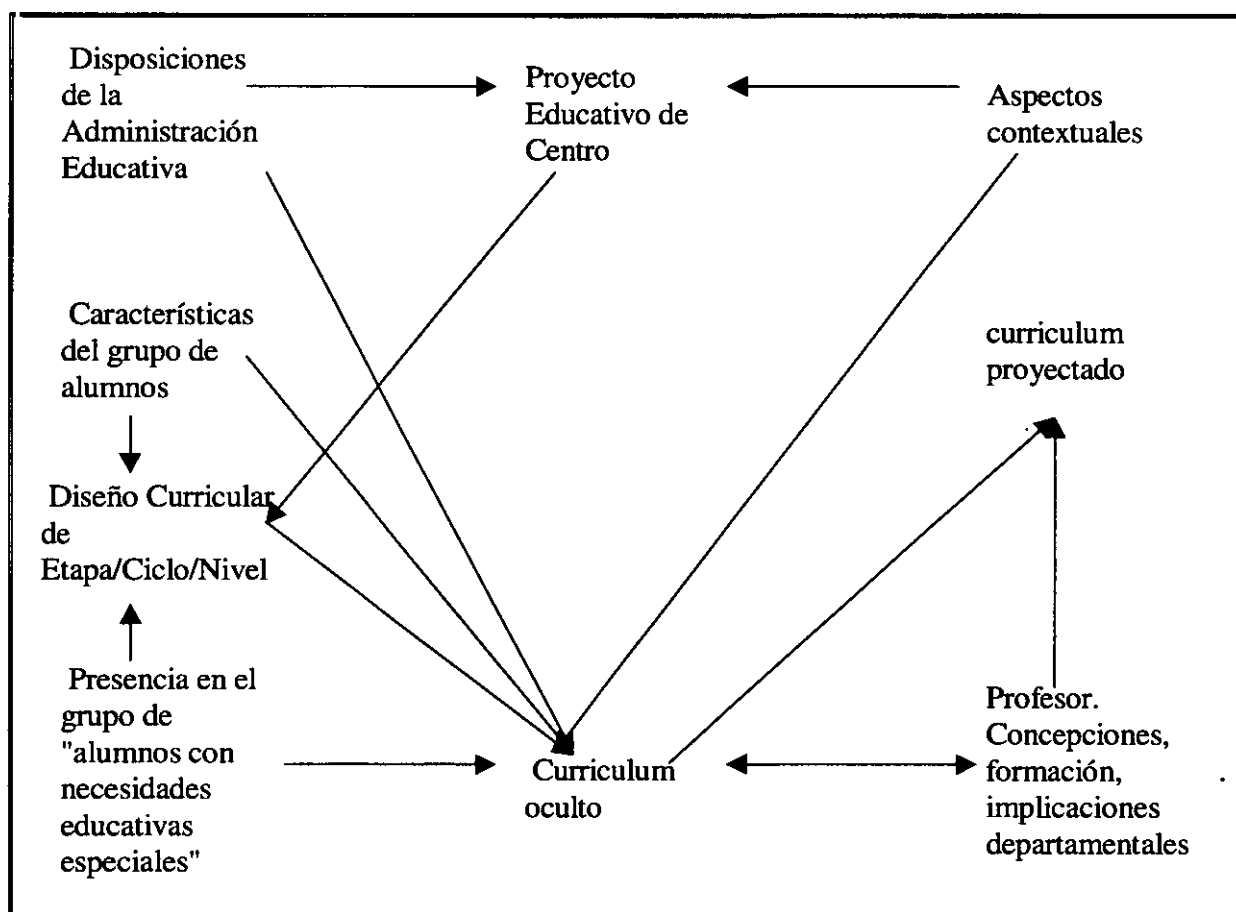 Disposiciones
de la
Administración
Educativa
Proyecto
Educativo de
Centro
Aspectos
contextuales
Característícas
del grupo de
alumnos
curriculum
proyectado
Diseño Curricular
de
Etapa/Ciclo/Nivel
Presencia en el
grupo de
"alumnos con
necesidades
educativas
especiales"
Curriculum
oculto
Profesor.
Concepciones,
formación,
implicaciones
departamentales